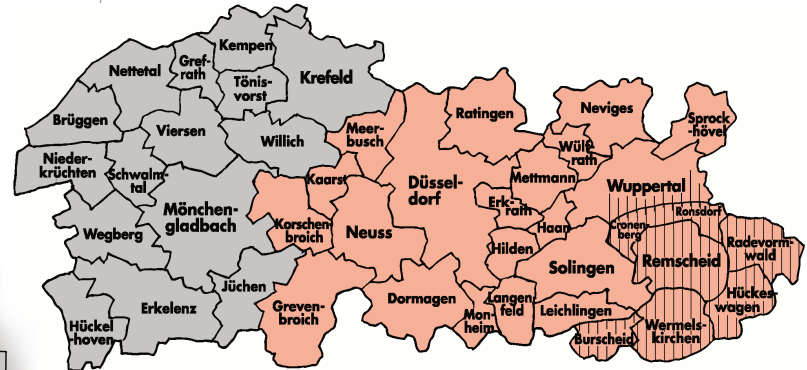 Kempen
Gref-
rath
Nettetal
Tönis-
vorst
Krefeld
Brüggen
Viersen
Willich
Nieder-
krüchten
Schwalm-
tal
Mönchen-
gladbach
Wegberg
Jüchen
Erkelenz
Hückel
-hoven
Meer-
busch
Kaarst
Korschen-
broich
Neuss
Greven-
broich
Düssel-
dorf
Ratingen
Neviges
Sprock
-hövel
Wülf-
rath
Mettmann
Wuppertal
Erk-
rath
Haan
Cronen-
berg
Ronsdorf
Hilden
Solingen
Remscheid
Radevorm-
wald
Hückes-
wagen
Dormagen
Mon-
heim
Langen-
feld
Leichlingen
Burscheid
Wermels-
kirchen